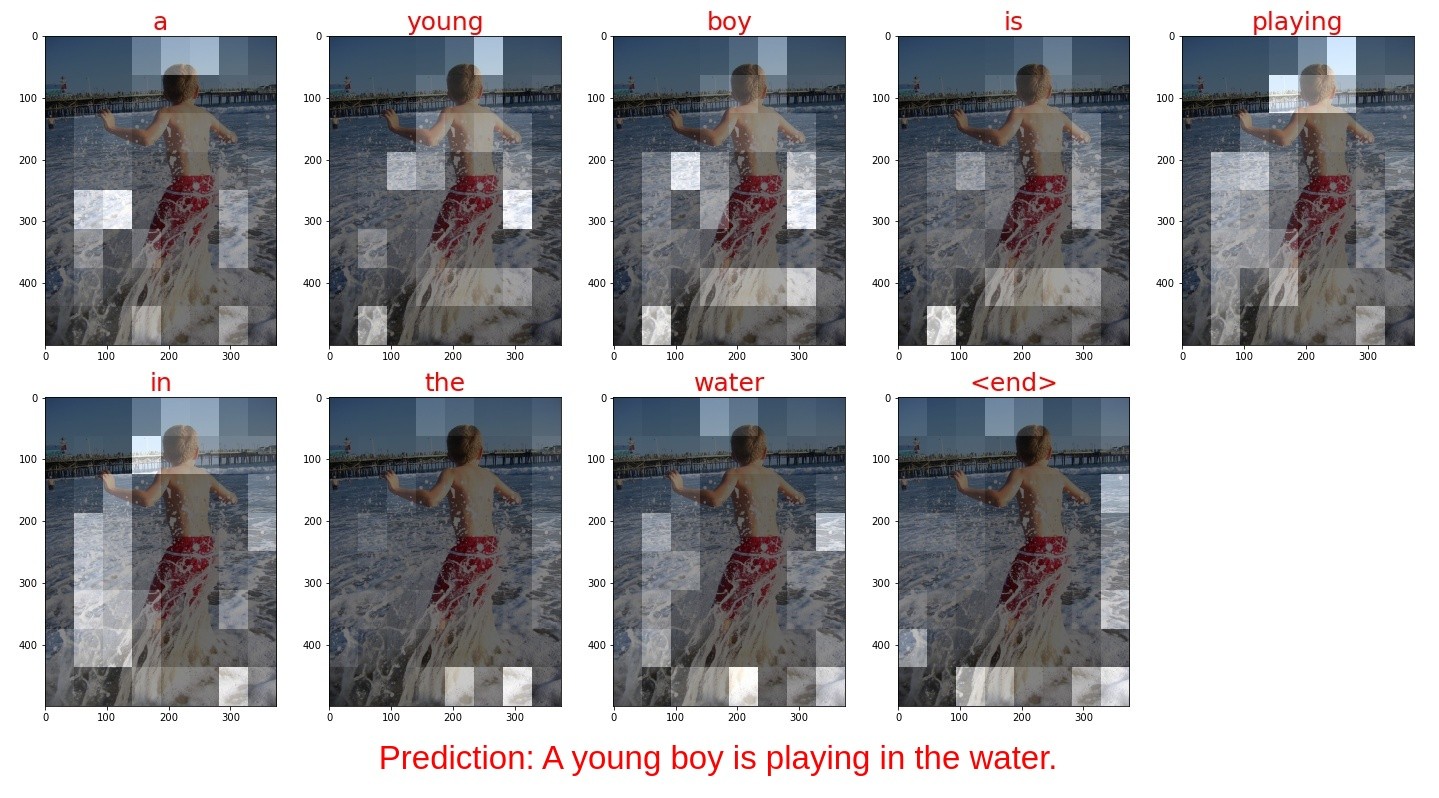 a young boy is playing
0 0 0 0 0
100 100 100 100 100
200 200 200 200 200
300 300 300 300 300
400 400 400 400 400
0 100 200 300 0 100 200 300 0 100 200 300 0 100 200 300 0 100 200 300
in the water <end>
0 0 0 0
100 100 100 100
200 200 200 200
300 300 300 300
400 400 400 400
0 100 200 300 0 100 200 300 0 100 200 300 0 100 200 300
Prediction: A young boy is playing in the water.